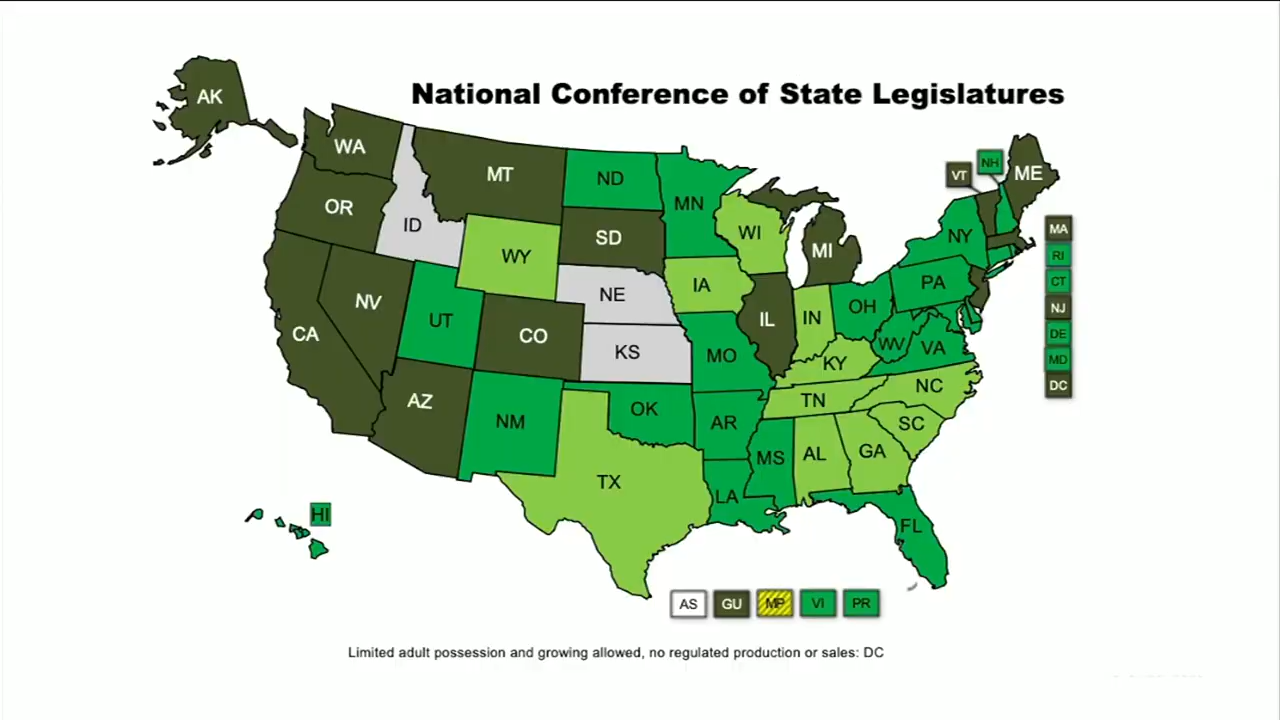 National Conference of State Legislatures
AK
WA
MT
ND
MN
NH
VT
ME
OR
ID
SD
WI
MI
NY
MA
RI
WY
IA
PA
CT
NV
NE
IL
IN
OH
NJ
CA
UT
CO
KS
MO
KY
WV
VA
DE
MD
DC
AZ
NM
OK
AR
TN
NC
SC
TX
MS
AL
GA
LA
HI
FL
AS
GU
MP
VI
PR
Limited adult possession and growing allowed, no regulated production or sales: DC